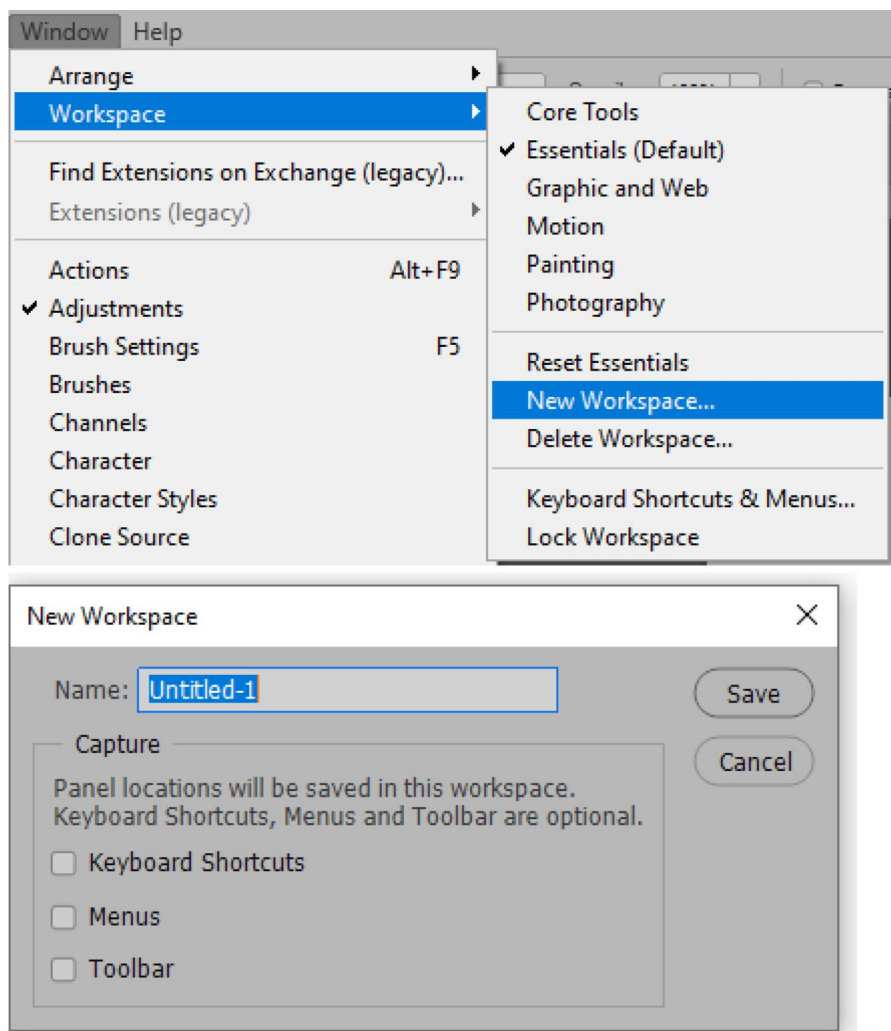 Window Help
Arrange
Workspace
Find Extensions on Exchange (legacy)...
Extensions (legacy)
Actions Alt+F9
Adjustments
Brush Settings F5
Brushes
Channels
Character
Character Styles
Clone Source
Core Tools
Essentials (Default)
Graphic and Web
Motion
Painting
Photography
Reset Essentials
New Workspace...
Delete Workspace...
Keyboard Shortcuts & Menus...
Lock Workspace
New Workspace
Name: Untitled-1
Save
Capture
Cancel
Panel locations will be saved in this workspace.
Keyboard Shortcuts, Menus and Toolbar are optional.
Keyboard Shortcuts
Menus
Toolbar